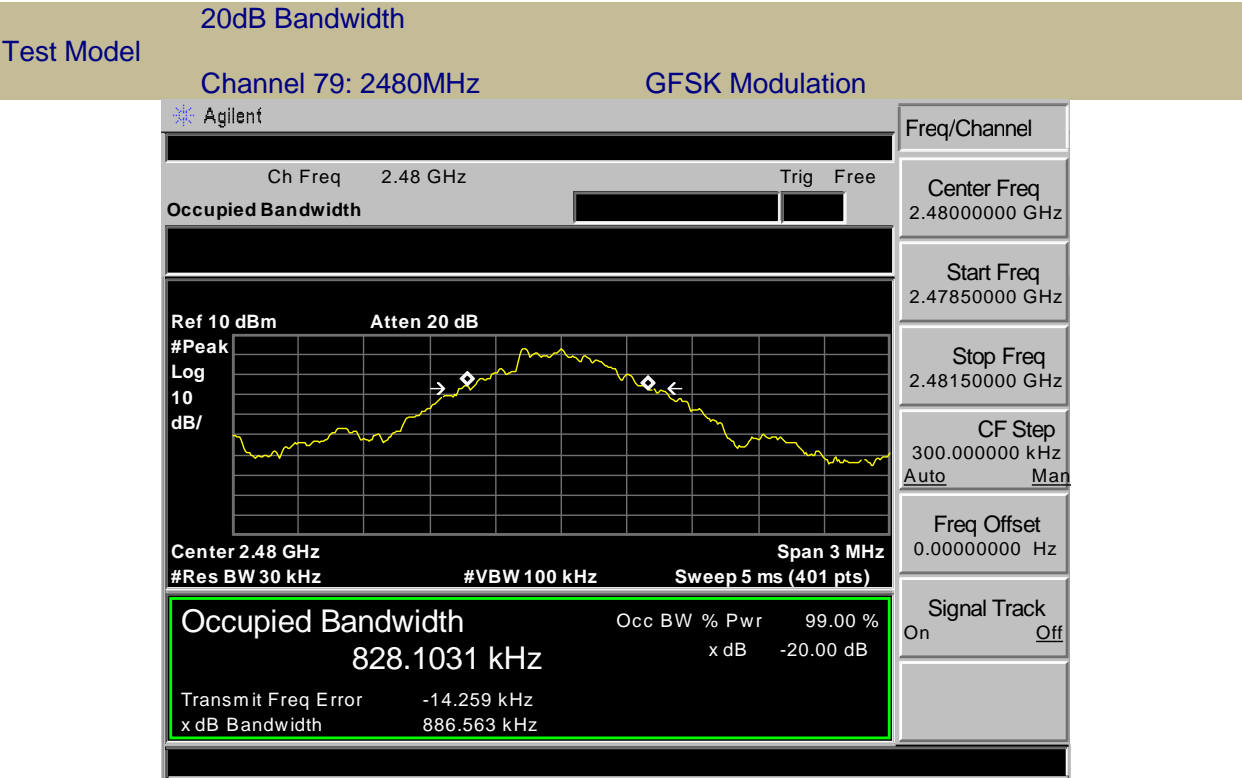 20dB Bandwidth
Test Model
Channel 79: 2480MHz GFSK Modulation
Agilent
Freq/Channel
Ch Freq 2.48 GHz Trig Free
Occupied Bandwidth
Center Freq
2.48000000 GHz
Start Freq
2.47850000 GHz
Stop Freq
2.48150000 GHz
CF Step
300.000000 kHz
Auto Man
Freq Offset
0.00000000 Hz
Signal Track
On Off
Ref 10 dBm Atten 20 dB
#Peak
Log
10
dB/
Center 2.48 GHz Span 3 MHz
#Res BW 30 kHz #VBW 100 kHz Sweep 5 ms (401 pts)
Occupied Bandwidth Occ BW % Pwr 99.00 %
828.1031 kHz x dB -20.00 dB
Transmit Freq Error -14.259 kHz
x dB Bandwidth 886.563 kHz